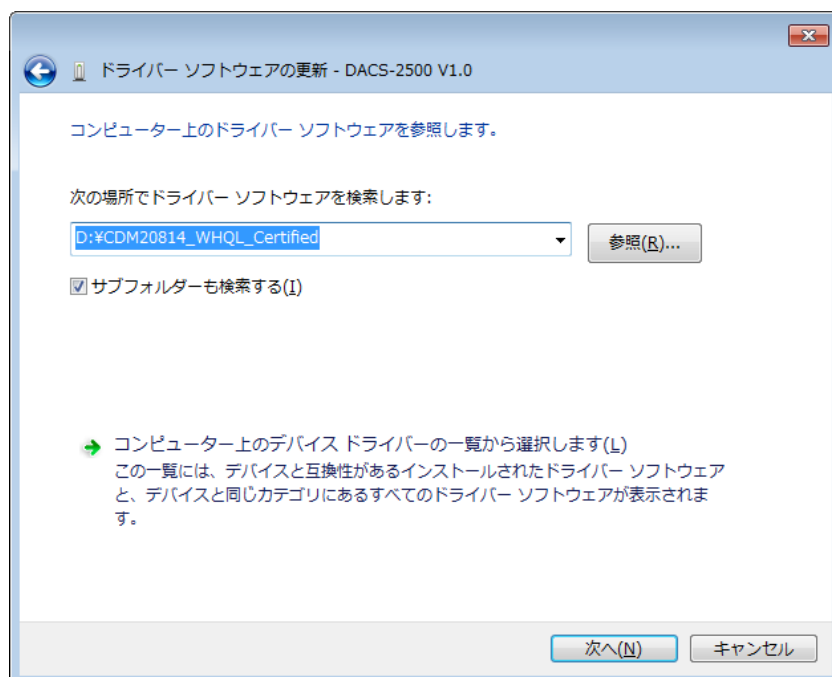 ドライバー ソフトウェアの更新 - DACS-2500 V1.0
コンピューター上のドライバー ソフトウェアを参照します。
次の場所でドライバー ソフトウェアを検索します:
D:¥CDM20814_WHQL_Certified
参照(R)...
サブフォルダーも検索する(I)
コンピューター上のデバイス ドライバーの一覧から選択します(L)
この一覧には、デバイスと互換性があるインストールされたドライバー ソフトウェア
と、デバイスと同じカテゴリにあるすべてのドライバー ソフトウェアが表示されま
す。
次へ(N)
キャンセル